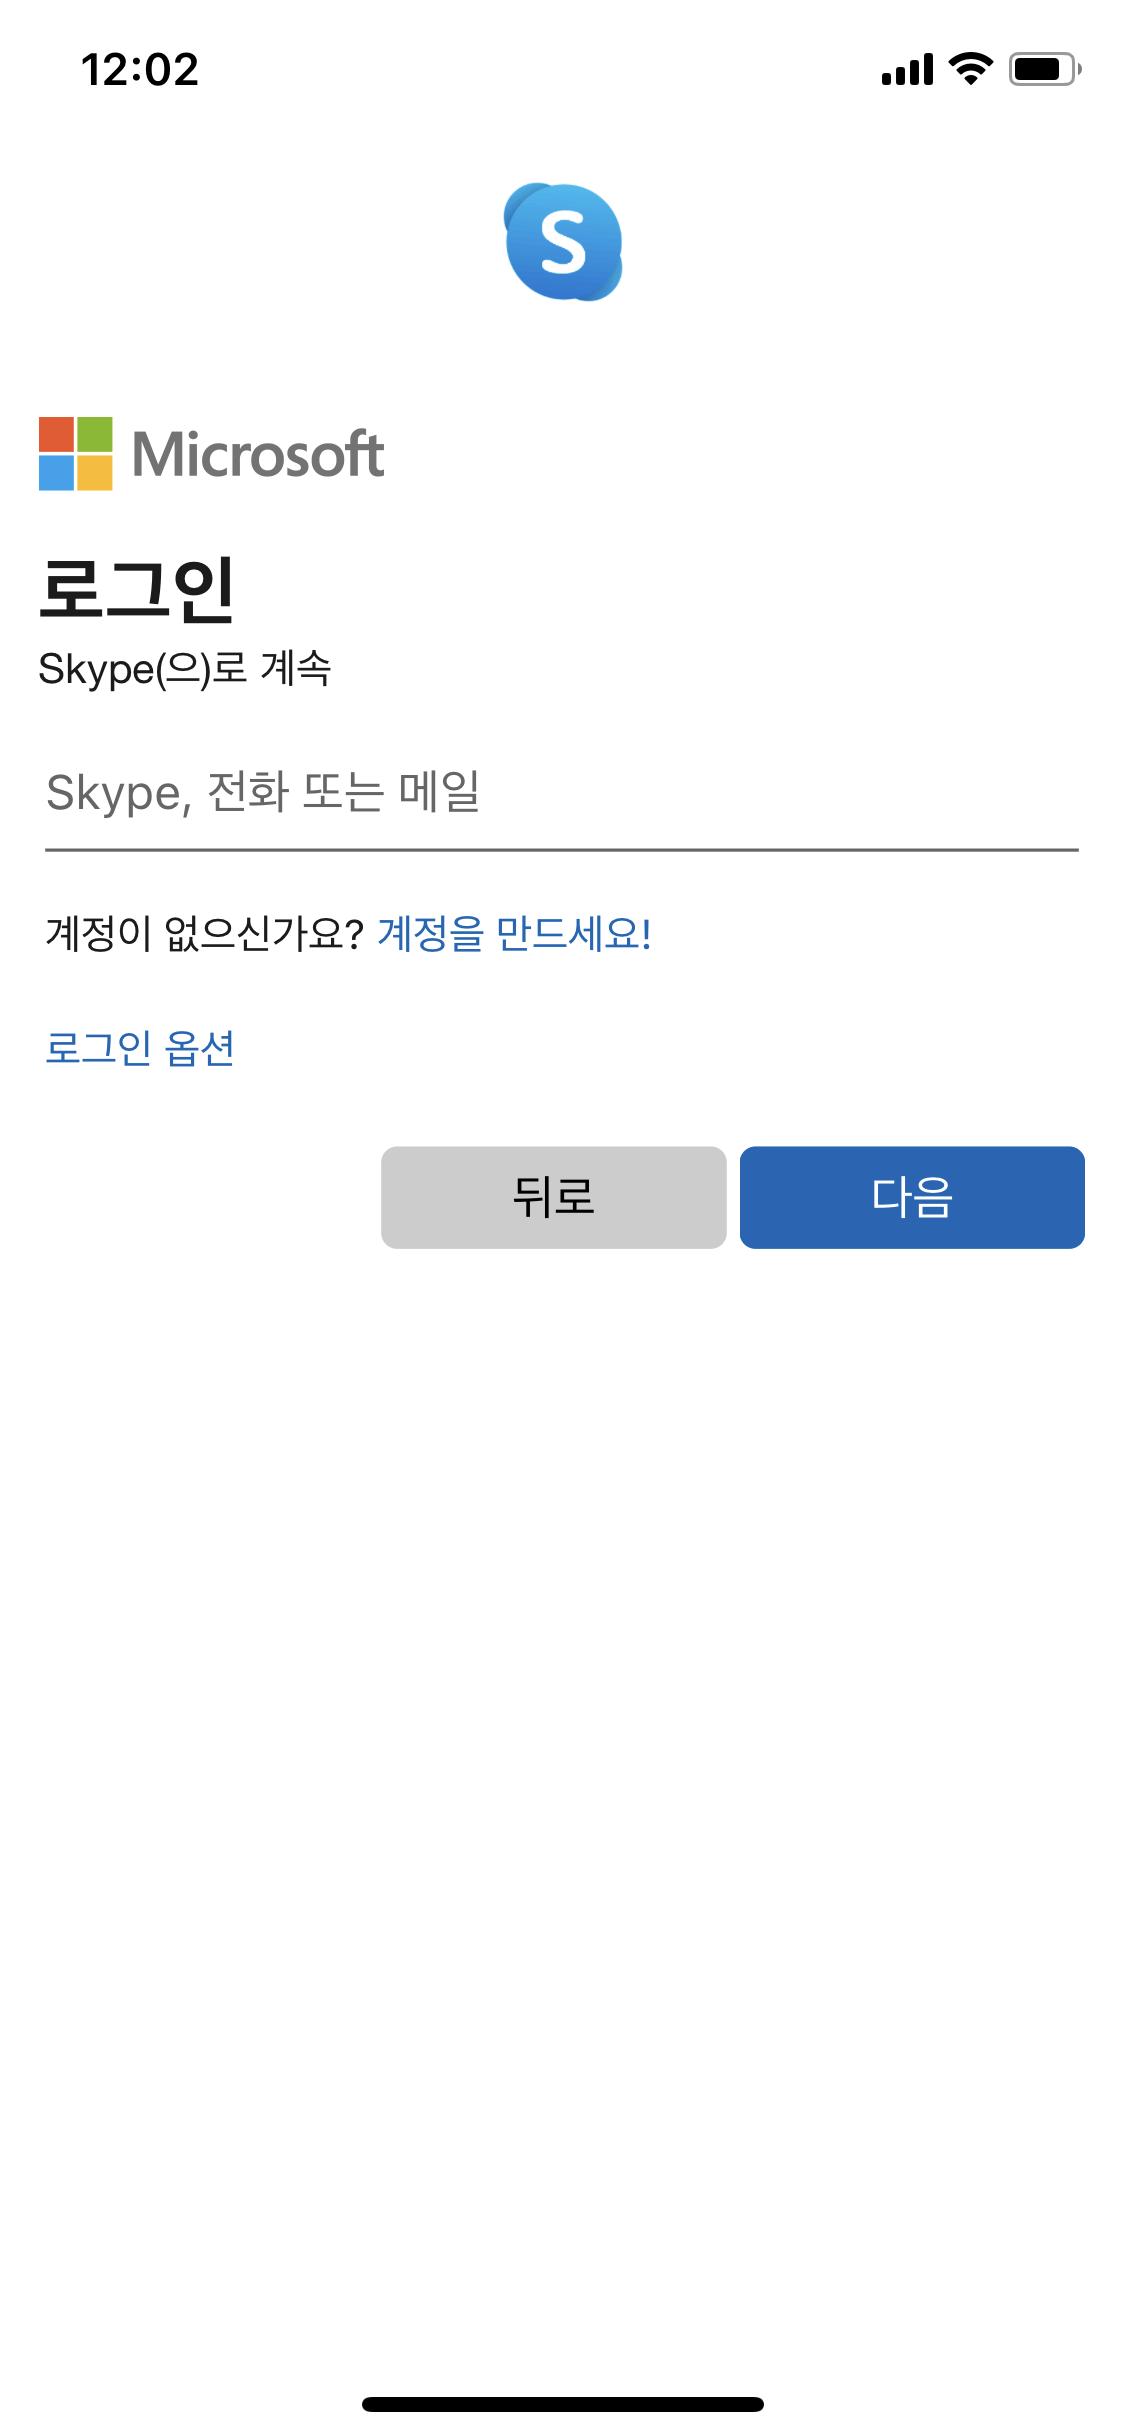 12:02
S
Microsoft
로그인
Skype(으)로 계속
Skype, 전화 또는 메일
계정이 없으신가요? 계정을 만드세요!
로그인 옵션
뒤로 다음